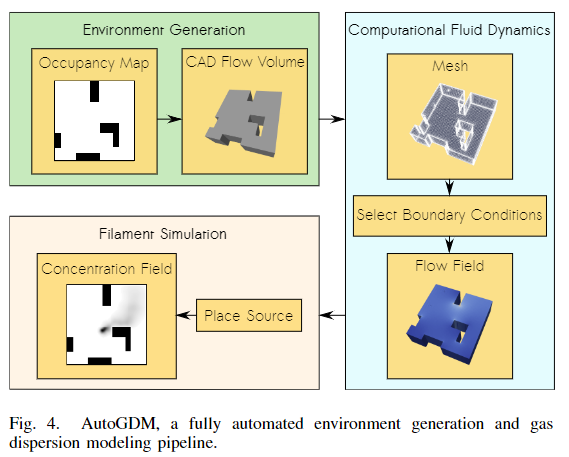 Environment Generation
Occupancy Map
CAD Flow Volume
Computational Fluid Dynamics
Mesh
Select Boundary Conditions
Flow Field
Filament Simulation
Concentration Field
Place Source
Fig. 4. AutoGDM, a fully automated environment generation and gas
dispersion modeling pipeline.